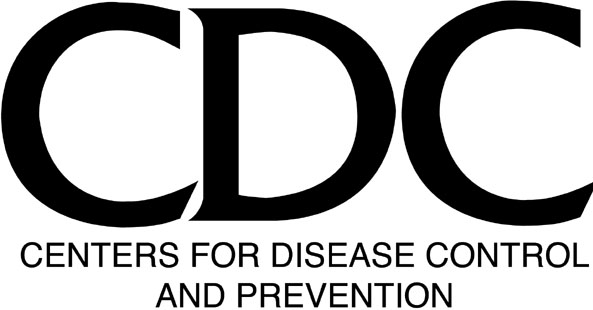 CDC
CENTERS FOR DISEASE CONTROL
AND PREVENTION